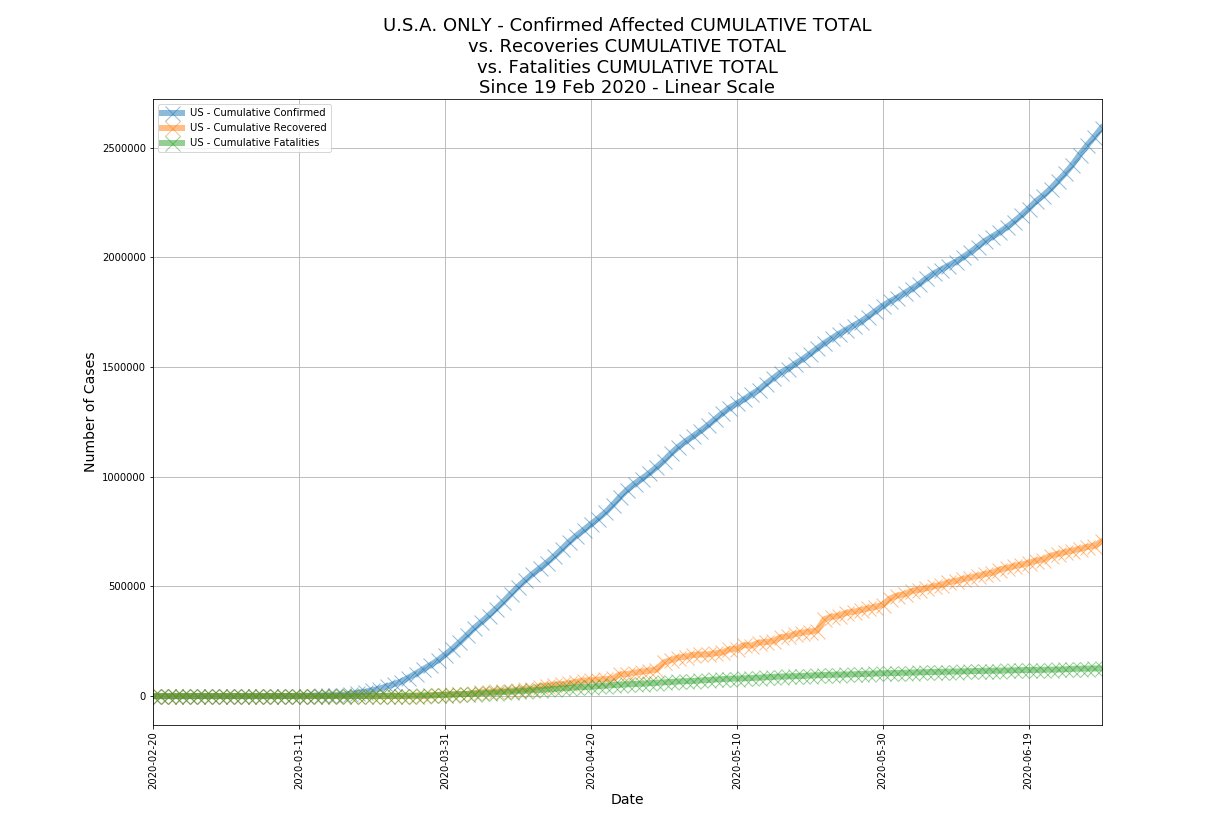 U.S.A. ONLY - Confirmed Affected CUMULATIVE TOTAL
vs. Recoveries CUMULATIVE TOTAL
vs. Fatalities CUMULATIVE TOTAL
Since 19 Feb 2020 - Linear Scale
US - Cumulative Confirmed
US - Cumulative Recovered
US - Cumulative Fatalities
Number of Cases
2500000
2000000
1500000
1000000
500000
0
2020-02-20
2020-03-11
2020-03-31
2020-04-20
2020-05-10
2020-05-30
2020-06-19
Date